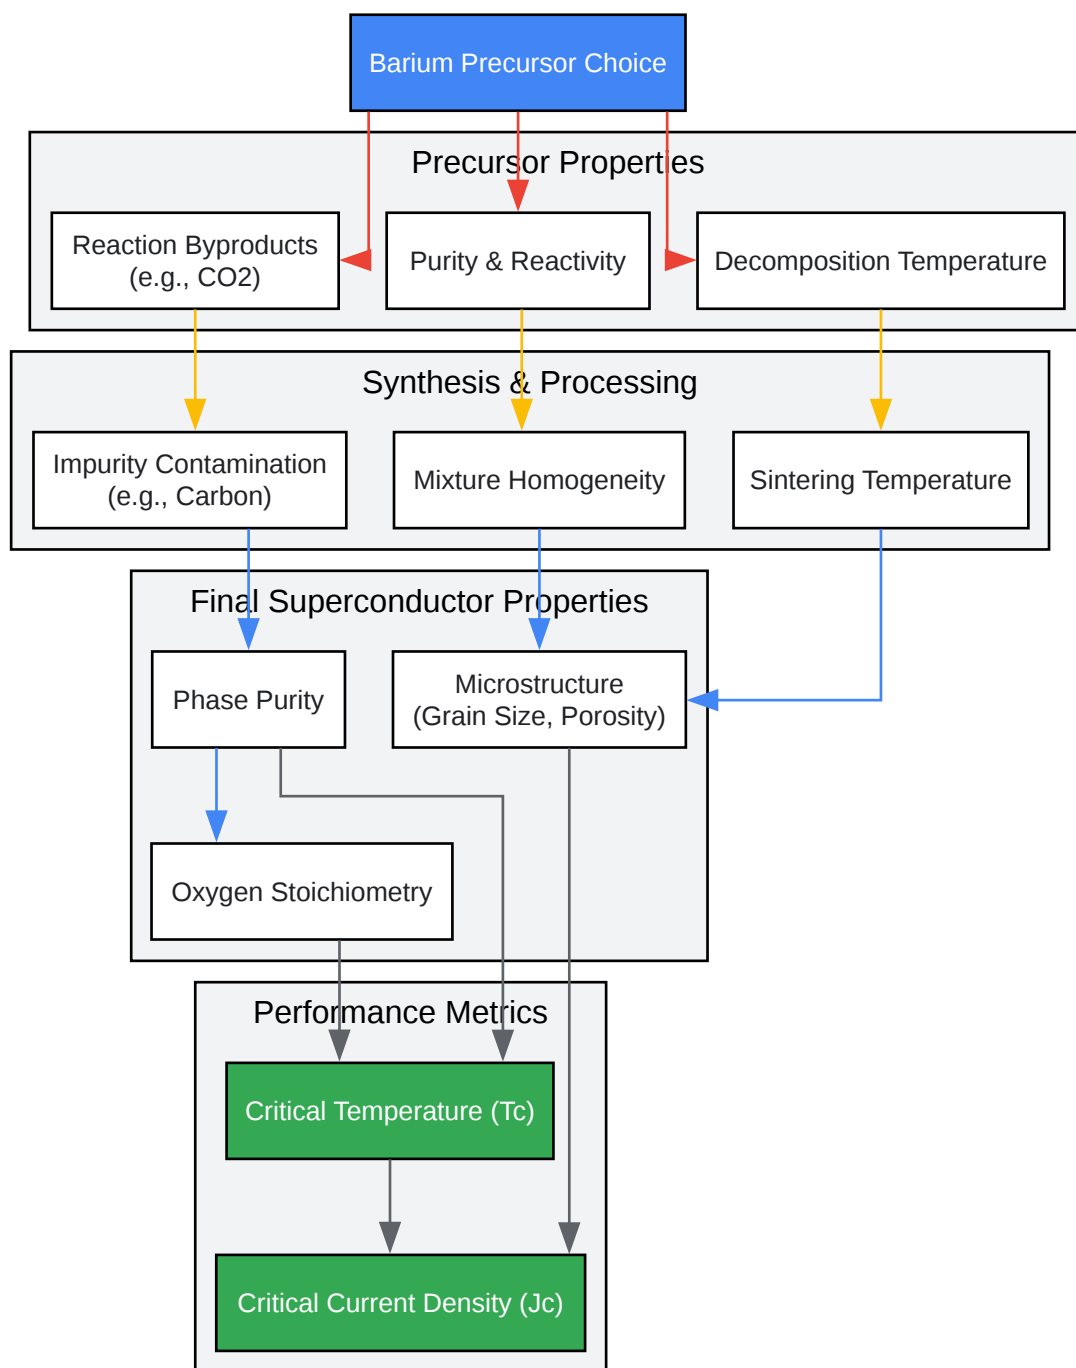 Barium Precursor Choice
Precursor Properties
Reaction Byproducts
(e.g., CO2)
Purity & Reactivity
Decomposition Temperature
Synthesis & Processing
Impurity Contamination
(e.g., Carbon)
Mixture Homogeneity
Sintering Temperature
Final Superconductor Properties
Phase Purity
Microstructure
(Grain Size, Porosity)
Oxygen Stoichiometry
Performance Metrics
Critical Temperature (Tc)
Critical Current Density (Jc)